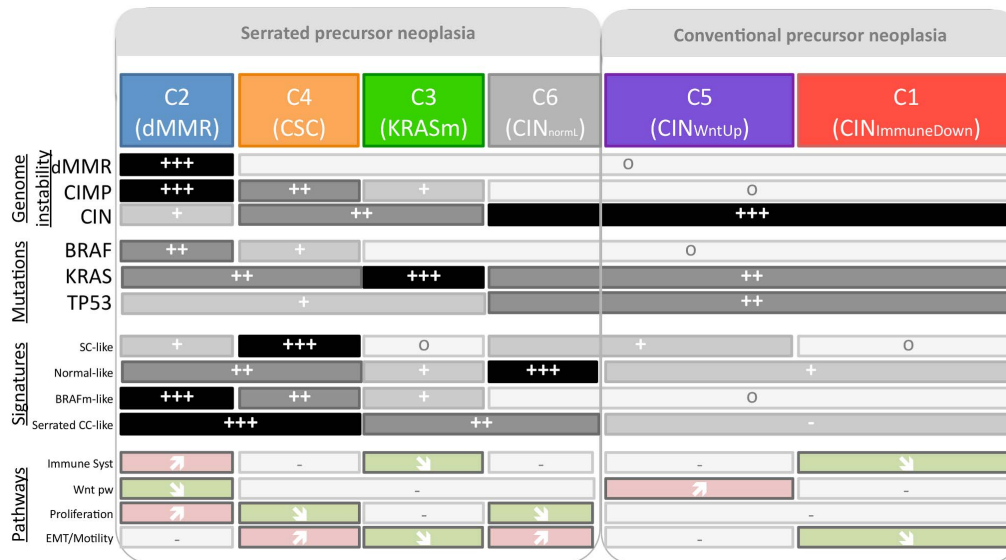 Serrated precursor neoplasia
Conventional precursor neoplasia
C2
(dMMR)
C4
(CSC)
C3
(KRASm)
C6
(CINnormL)
C5
(CINWntUp)
C1
(CINImmuneDown)
Genome
instability
dMMR +++ o
CIMP +++ ++ + o
CIN + ++ +++
Mutations
BRAF ++ + o
KRAS ++ +++ ++
TP53 + ++
Signatures
SC-like + +++ o + o
Normal-like ++ + +++ +
BRAFm-like +++ ++ + o
Serrated CC-like +++ ++ -
Pathways
Immune Syst ↗ - ↘ - - ↘
Wnt pw ↘ - ↗ -
Proliferation ↗ ↘ - ↘ -
EMT/Motility - ↗ ↘ ↗ - ↘